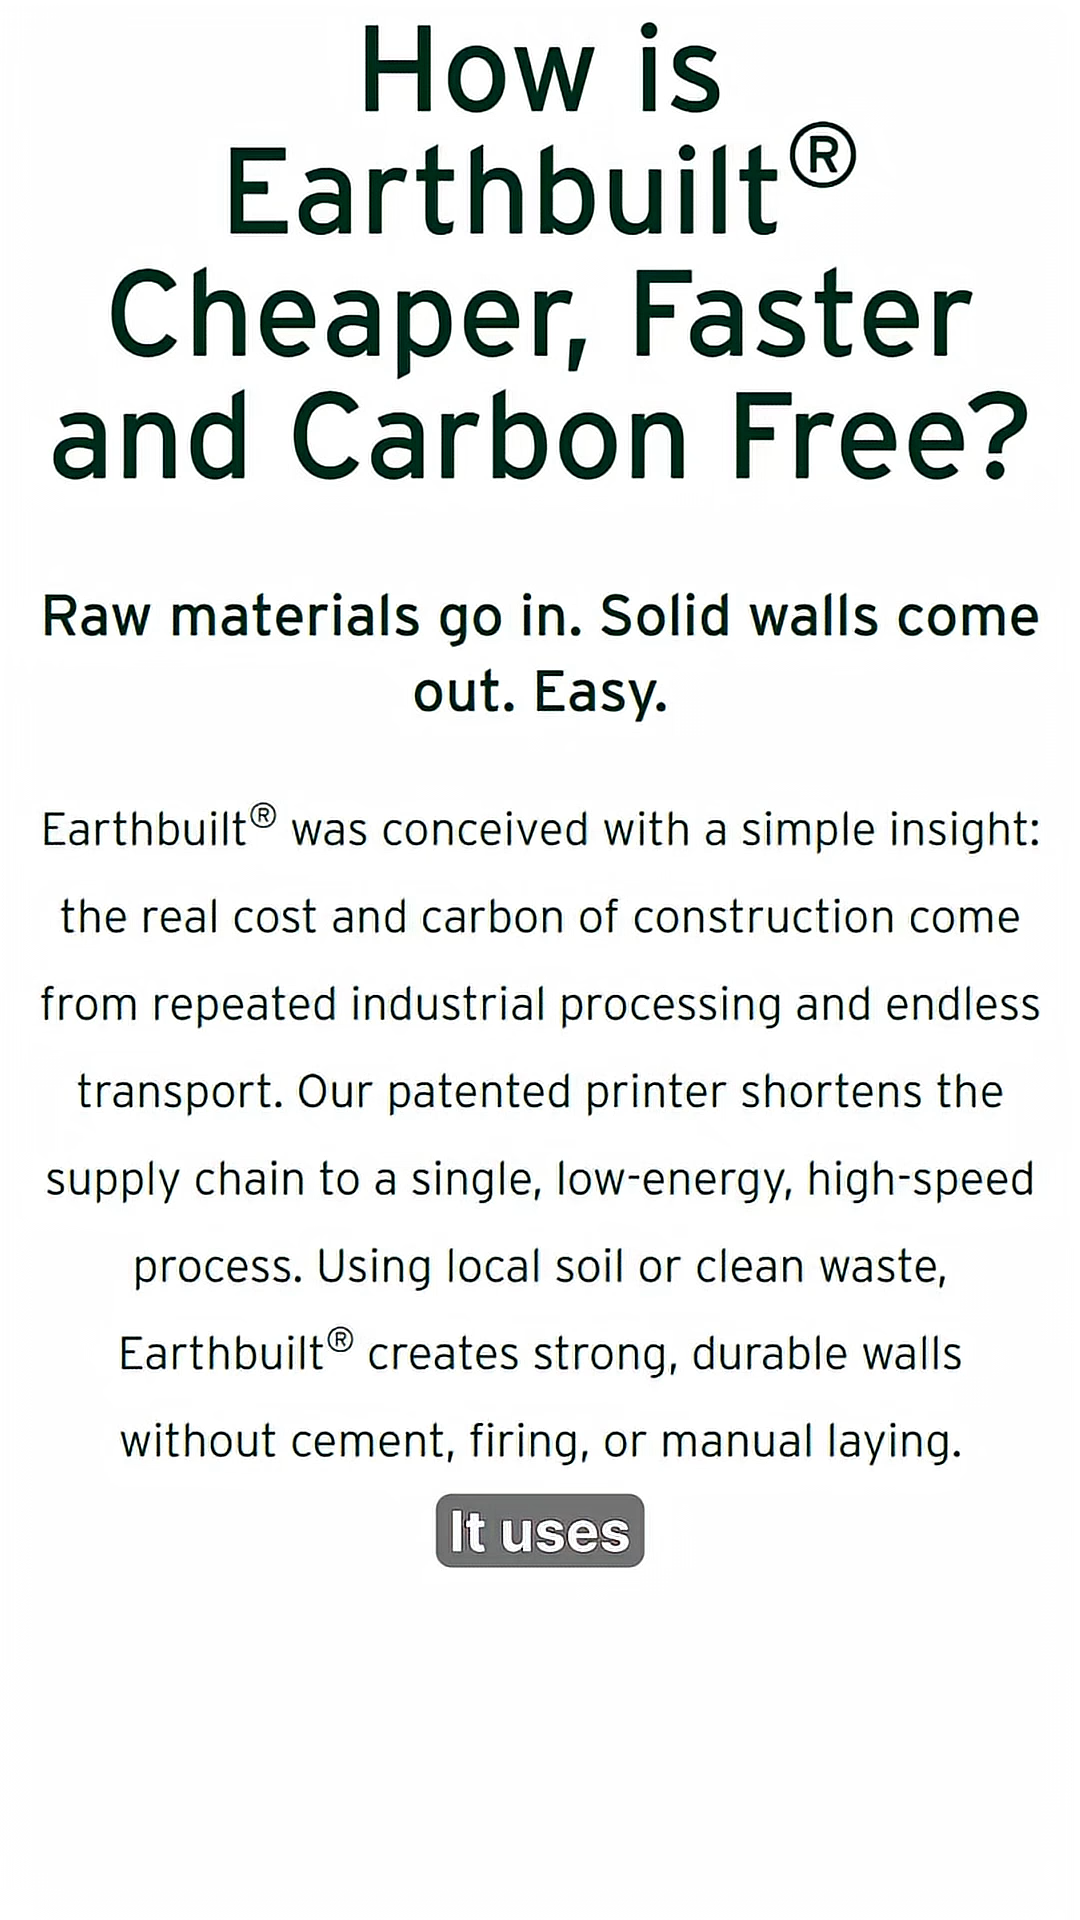 How is
Earthbuilt®
Cheaper, Faster
and Carbon Free?
Raw materials go in. Solid walls come
out. Easy.
Earthbuilt® was conceived with a simple insight:
the real cost and carbon of construction come
from repeated industrial processing and endless
transport. Our patented printer shortens the
supply chain to a single, low-energy, high-speed
process. Using local soil or clean waste,
Earthbuilt® creates strong, durable walls
without cement, firing, or manual laying.
It uses